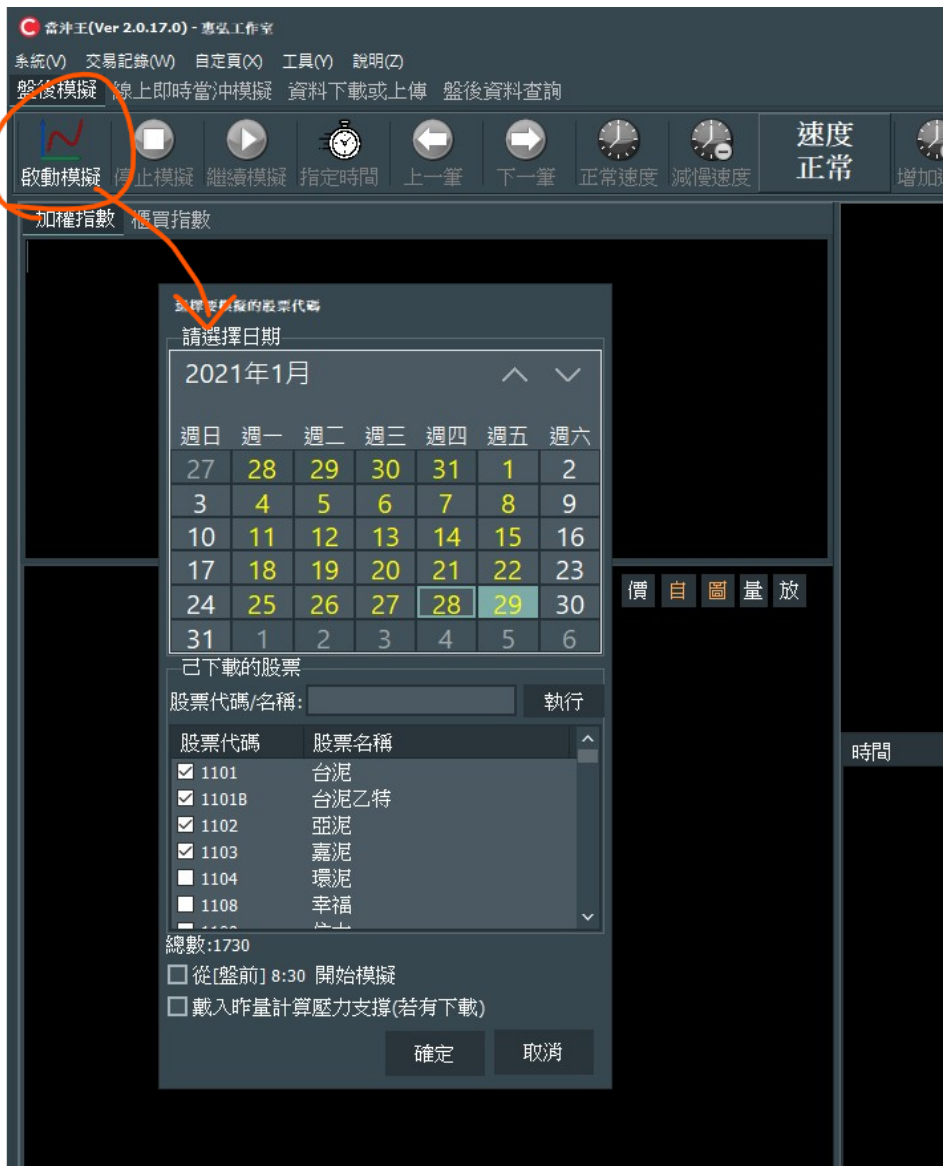 當沖王(Ver 2.0.17.0) - 惠弘工作室
系統(V) 交易記錄(W) 自定頁(X) 工具(Y) 說明(Z)
盤後模擬 線上即時當沖模擬 資料下載或上傳 盤後資料查詢
啟動模擬 停止模擬 繼續模擬 指定時間 上一筆 下一筆 正常速度 減慢速度 速度 正常 增加
加權指數 櫃買指數
選擇要模擬的股票代碼
請選擇日期
2021年1月
週日 週一 週二 週三 週四 週五 週六
27 28 29 30 31 1 2
3 4 5 6 7 8 9
10 11 12 13 14 15 16
17 18 19 20 21 22 23
24 25 26 27 28 29 30
31 1 2 3 4 5 6
價 自 圖 量 放
己下載的股票
股票代碼/名稱: 執行
股票代碼 股票名稱
1101 台泥
1101B 台泥乙特
1102 亞泥
1103 嘉泥
1104 環泥
1108 幸福
時間
總數:1730
從[盤前] 8:30 開始模擬
載入昨量計算壓力支撐(若有下載)
確定 取消